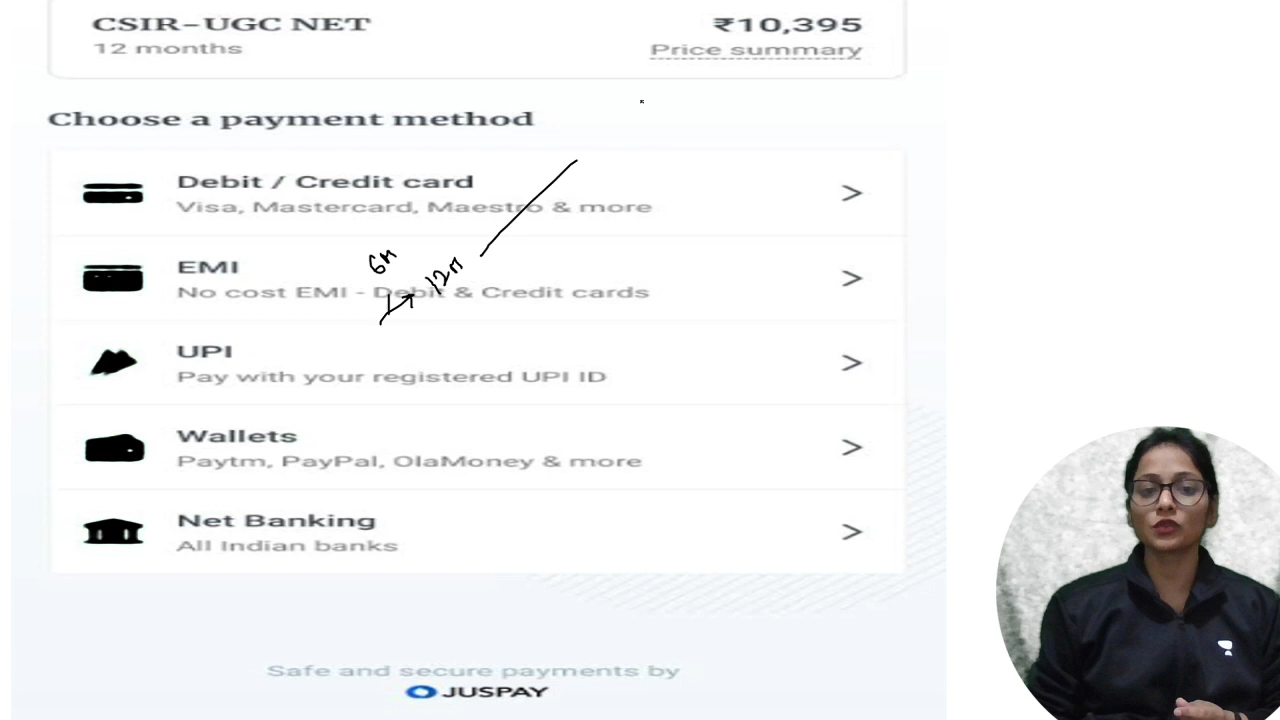 CSIR-UGC NET
₹10,395
12 months
Price summary
Choose a payment method
Debit / Credit card
Visa, Mastercard, Maestro & more
6M
12M
EMI
No cost EMI - Debit & Credit cards
UPI
Pay with your registered UPI ID
Wallets
Paytm, PayPal, OlaMoney & more
Net Banking
All Indian banks
Safe and secure payments by
JUSPAY